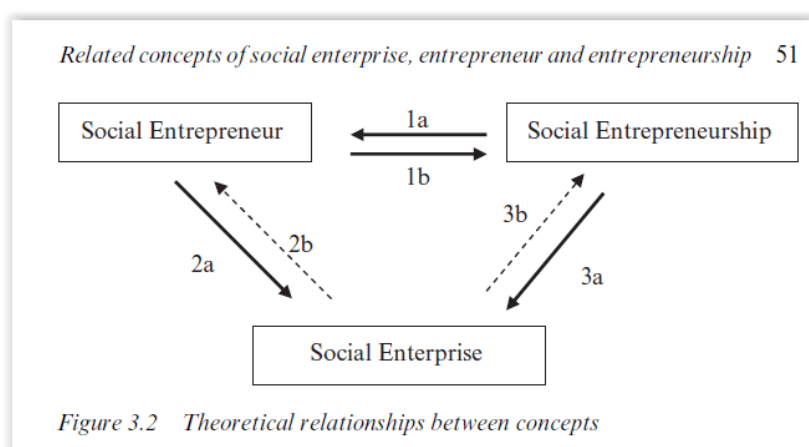 Related concepts of social enterprise, entrepreneur and entrepreneurship 51
Social Entrepreneur
1a
Social Entrepreneurship
1b
3b
2b
2a
3a
Social Enterprise
Figure 3.2 Theoretical relationships between concepts